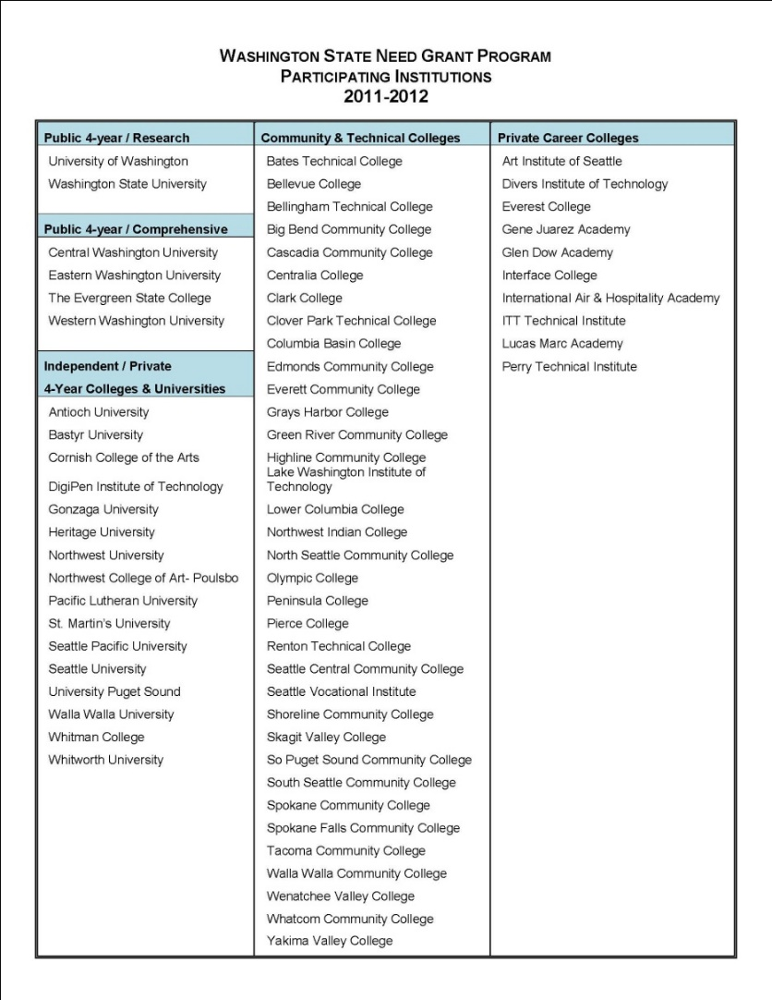 WASHINGTON STATE NEED GRANT PROGRAM
PARTICIPATING INSTITUTIONS
2011-2012
Public 4-year / Research
University of Washington
Washington State University
Public 4-year / Comprehensive
Central Washington University
Eastern Washington University
The Evergreen State College
Western Washington University
Independent / Private
4-Year Colleges & Universities
Antioch University
Bastyr University
Cornish College of the Arts
DigiPen Institute of Technology
Gonzaga University
Heritage University
Northwest University
Northwest College of Art- Poulsbo
Pacific Lutheran University
St. Martin's University
Seattle Pacific University
Seattle University
University Puget Sound
Walla Walla University
Whitman College
Whitworth University
Community & Technical Colleges
Bates Technical College
Bellevue College
Bellingham Technical College
Big Bend Community College
Cascadia Community College
Centralia College
Clark College
Clover Park Technical College
Columbia Basin College
Edmonds Community College
Everett Community College
Grays Harbor College
Green River Community College
Highline Community College
Lake Washington Institute of
Technology
Lower Columbia College
Northwest Indian College
North Seattle Community College
Olympic College
Peninsula College
Pierce College
Renton Technical College
Seattle Central Community College
Seattle Vocational Institute
Shoreline Community College
Skagit Valley College
So Puget Sound Community College
South Seattle Community College
Spokane Community College
Spokane Falls Community College
Tacoma Community College
Walla Walla Community College
Wenatchee Valley College
Whatcom Community College
Yakima Valley College
Private Career Colleges
Art Institute of Seattle
Divers Institute of Technology
Everest College
Gene Juarez Academy
Glen Dow Academy
Interface College
International Air & Hospitality Academy
ITT Technical Institute
Lucas Marc Academy
Perry Technical Institute